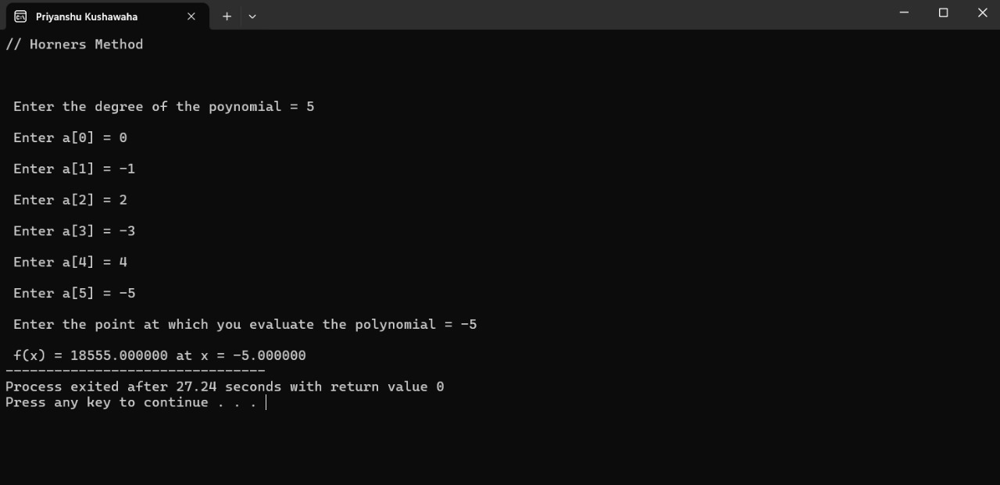 Priyanshu Kushawaha
// Horners Method
Enter the degree of the poynomial = 5
Enter a[0] = 0
Enter a[1] = -1
Enter a[2] = 2
Enter a[3] = -3
Enter a[4] = 4
Enter a[5] = -5
Enter the point at which you evaluate the polynomial = -5
f(x) = 18555.000000 at x = -5.000000
--------------------------------
Process exited after 27.24 seconds with return value 0
Press any key to continue . . .